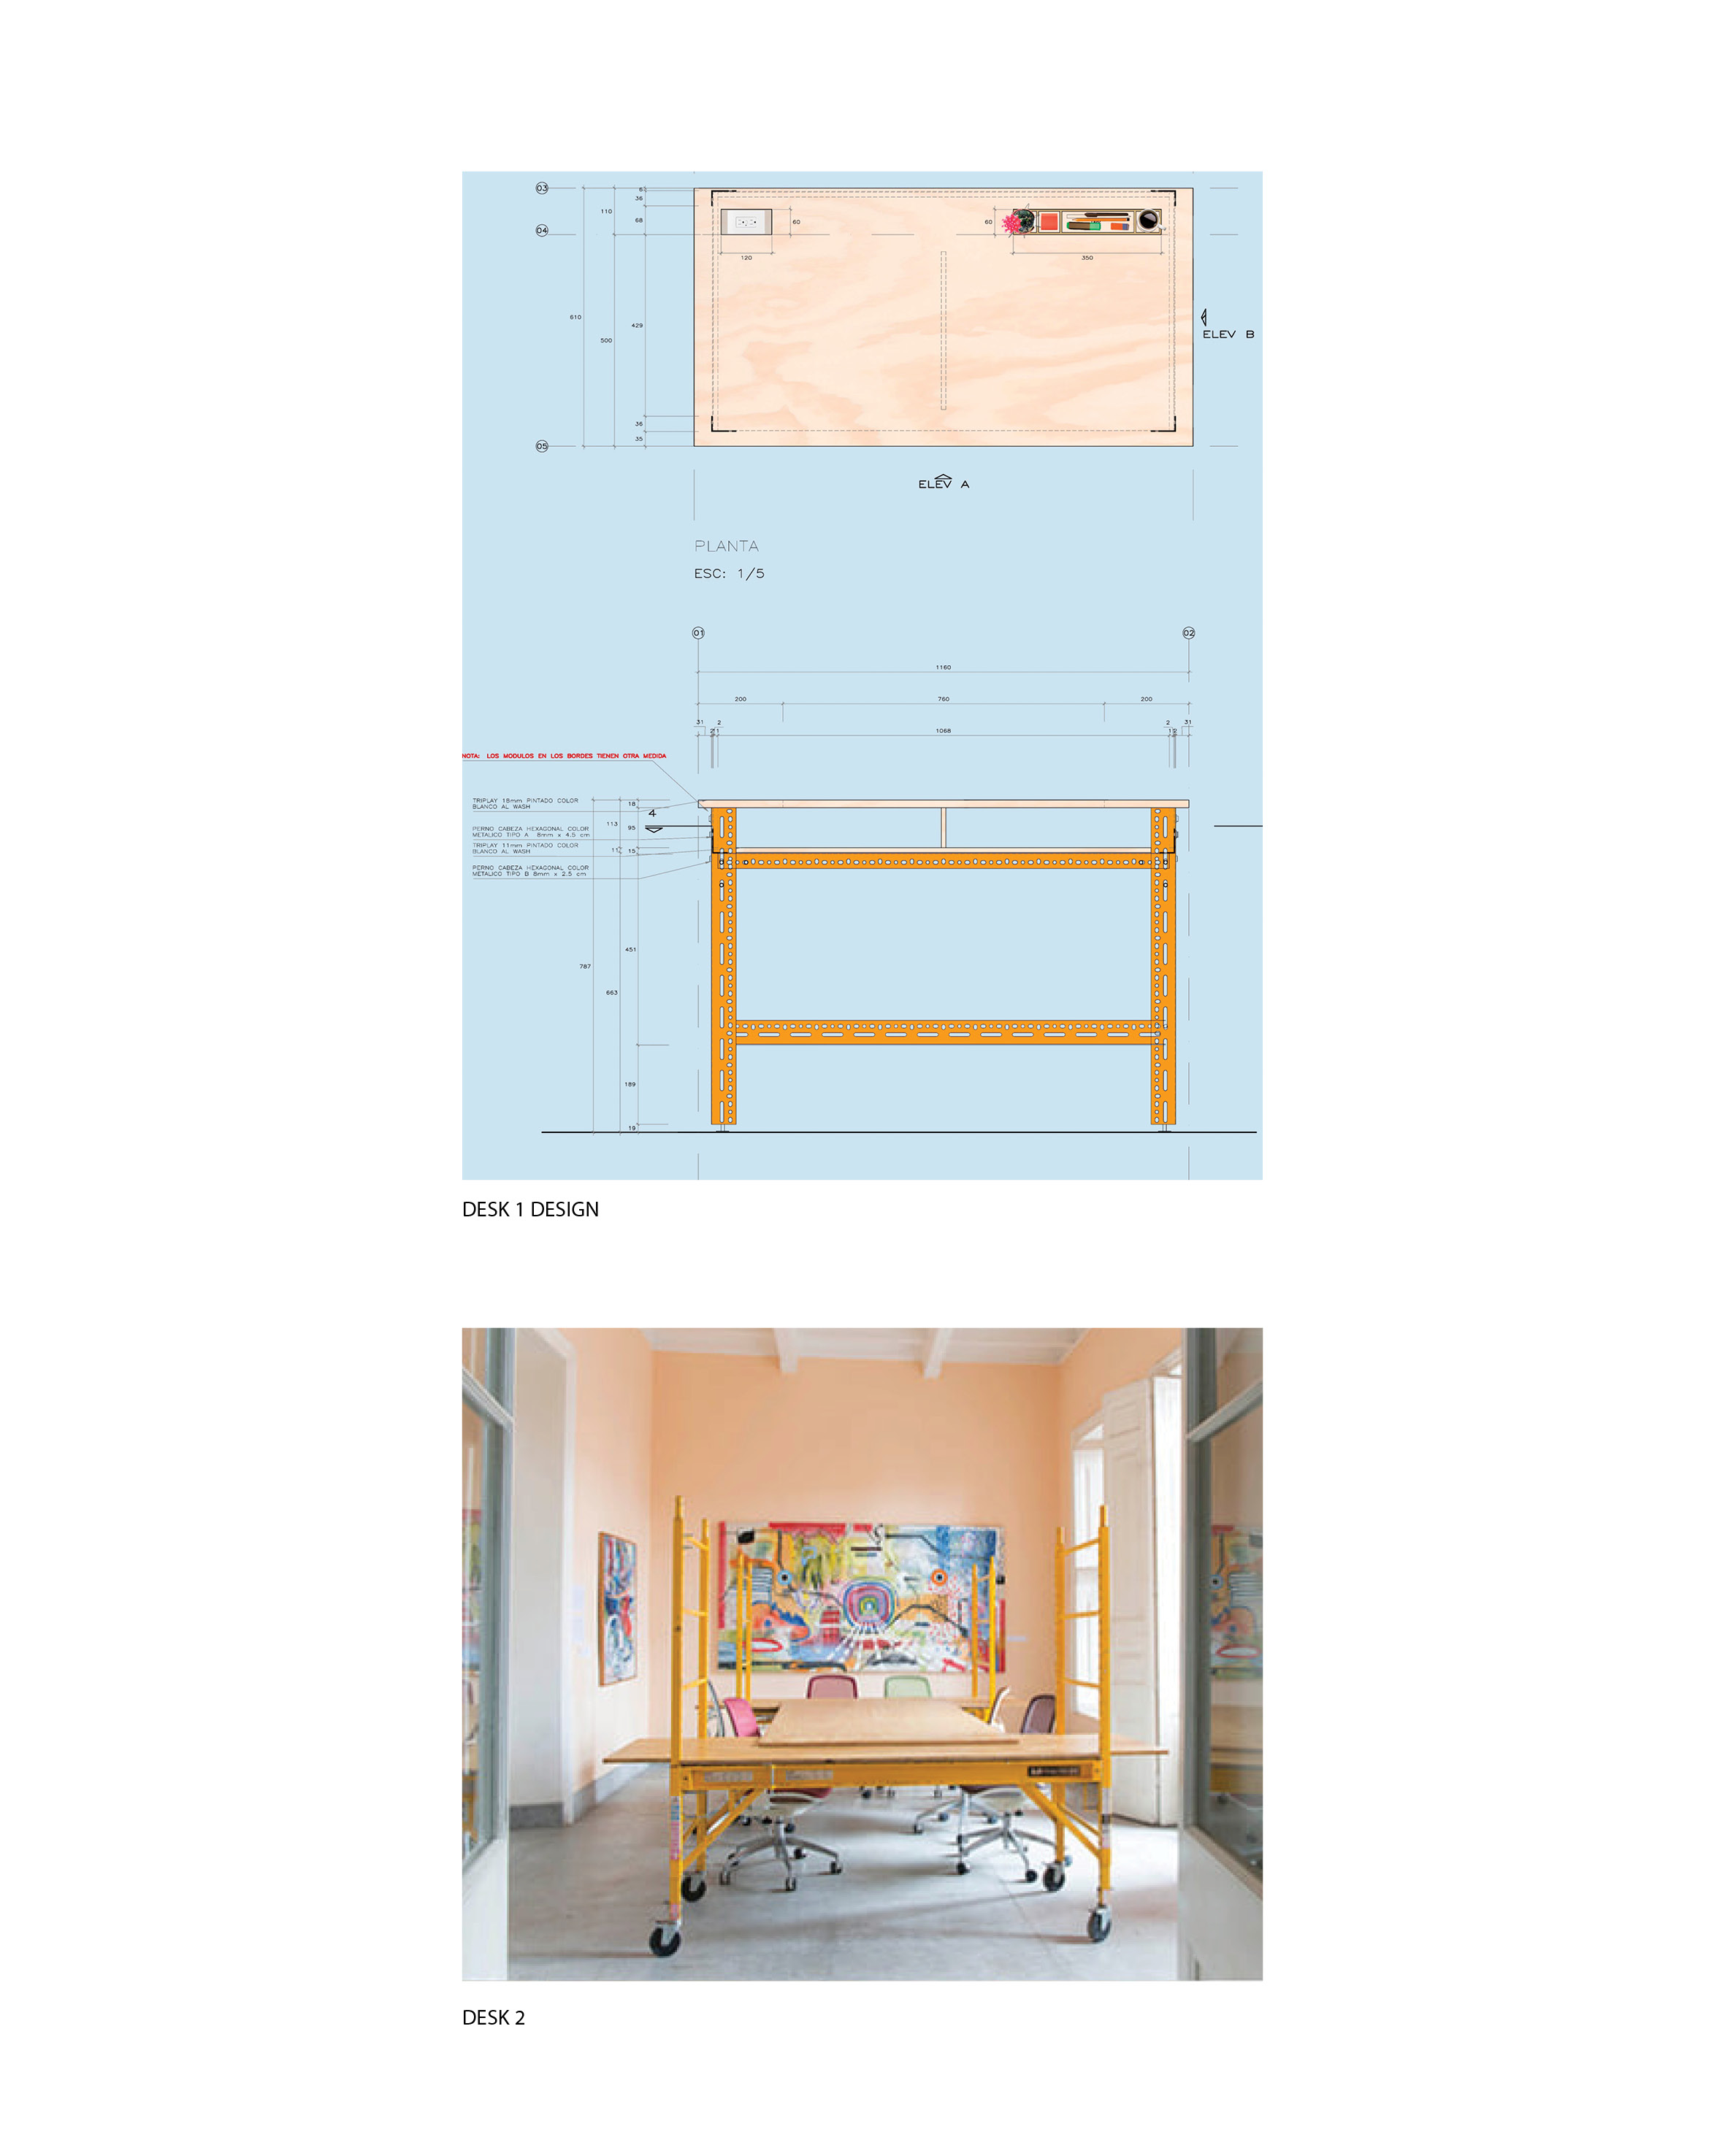 03
6
36
110
68
60
60
04
120
350
610
429
500
ELEV B
36
35
05
ELEV A
PLANTA
ESC: 1/5
01
02
1160
200
760
200
31
2
2
31
1068
NOTA: LOS MODULOS EN LOS BORDES TIENEN OTRA MEDIDA
TRIPLAY 18mm PINTADO COLOR
BLANCO AL WASH
18
4
113
95
PERNO CABEZA HEXAGONAL COLOR
METALICO TIPO A 8mm x 4.5 cm
TRIPLAY 11mm PINTADO COLOR
BLANCO AL WASH
11
15
PERNO CABEZA HEXAGONAL COLOR
METALICO TIPO B 8mm x 2.5 cm
451
787
663
189
19
DESK 1 DESIGN
DESK 2